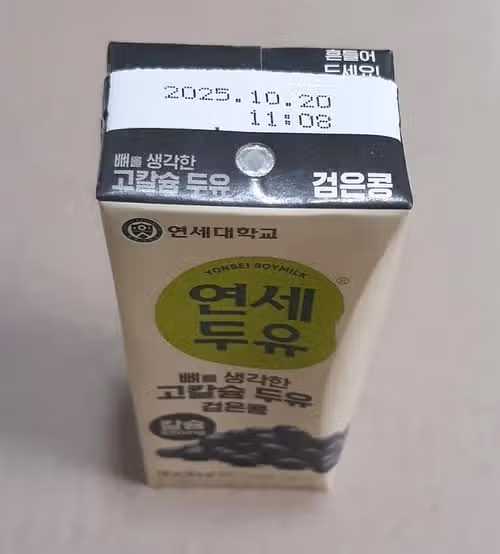 흔들어
드세요!
2025.10.20
11:08
뼈를 생각한
고칼슘 두유
검은콩
연세대학교
YONSEI SOYMILK
연세
두유
뼈를 생각한
고칼슘 두유
검은콩
칼슘